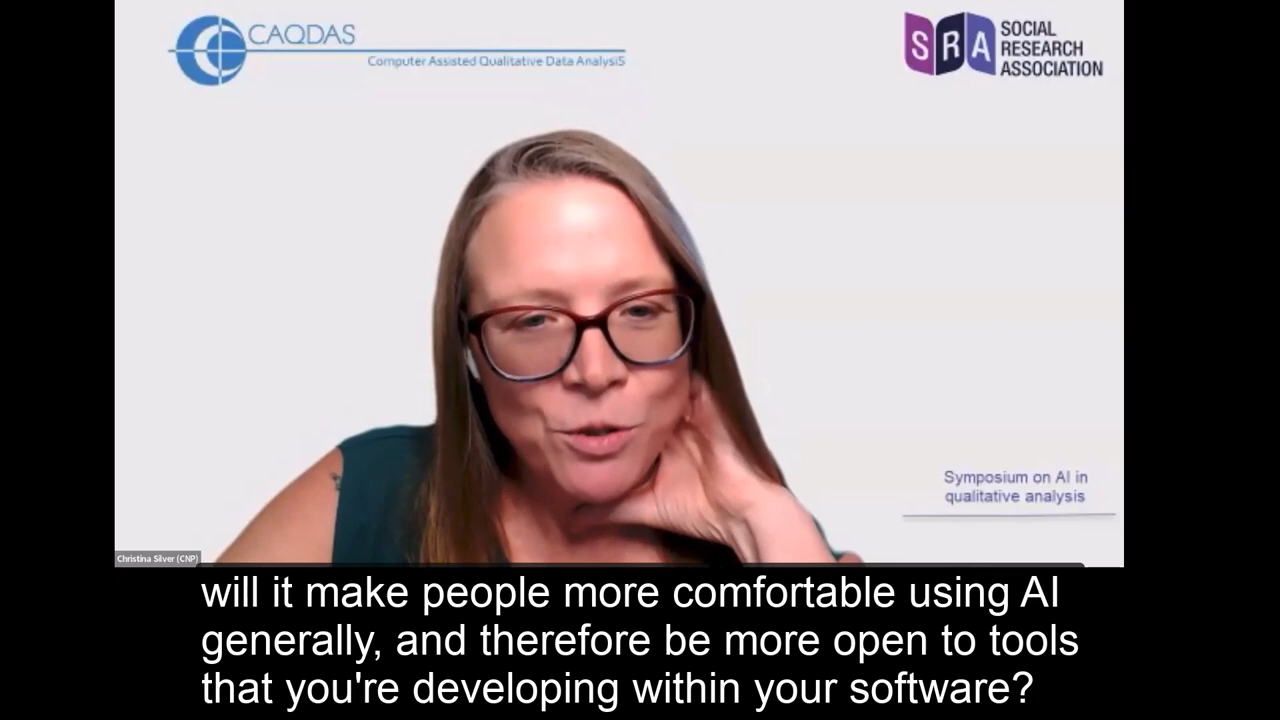 CAQDAS
Computer Assisted Qualitative Data AnalysiS
SRA
SOCIAL
RESEARCH
ASSOCIATION
Symposium on AI in
qualitative analysis
Christina Silver (CNP)
will it make people more comfortable using AI
generally, and therefore be more open to tools
that you're developing within your software?